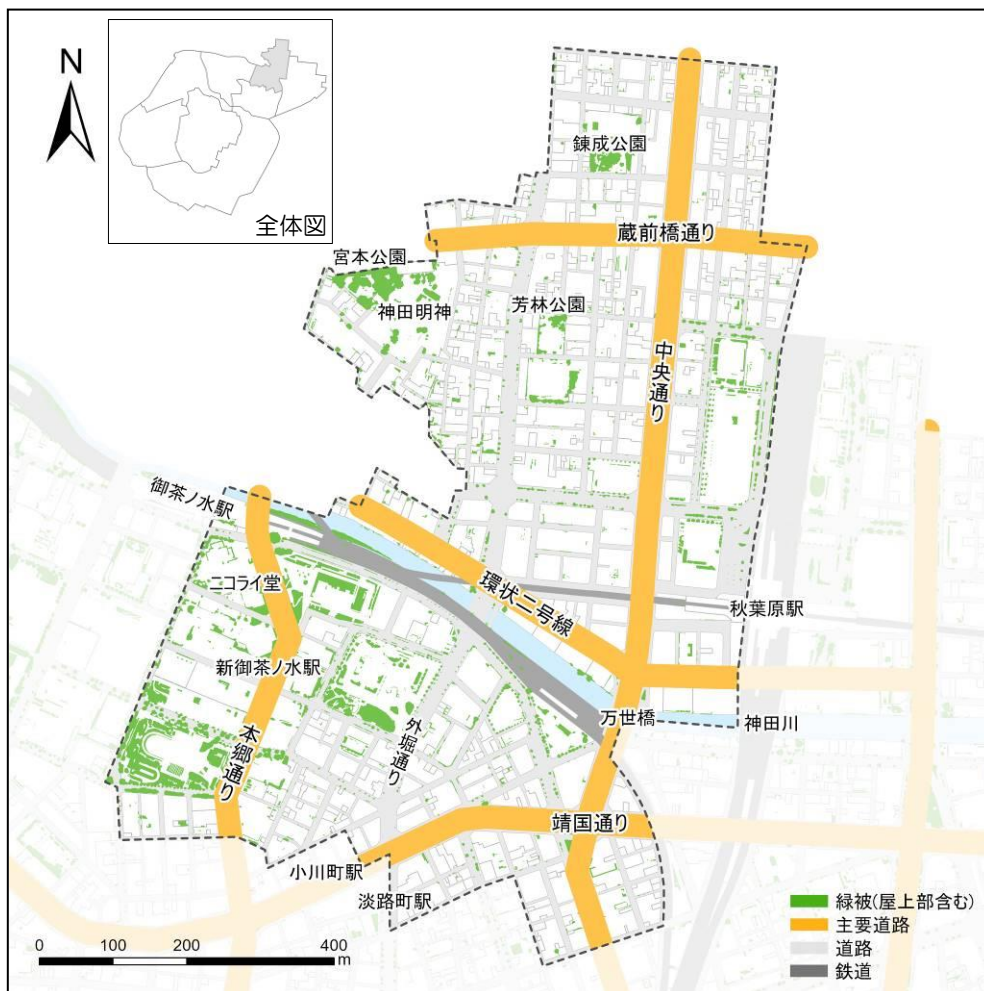 N
全体図
錬成公園
蔵前橋通り
宮本公園
神田明神
芳林公園
中央通り
御茶ノ水駅
ニコライ堂
環状二号線
秋葉原駅
新御茶ノ水駅
万世橋
神田川
本郷通り
外堀通り
靖国通り
小川町駅
淡路町駅
緑被(屋上部含む)
主要道路
道路
鉄道
0 100 200 400
m